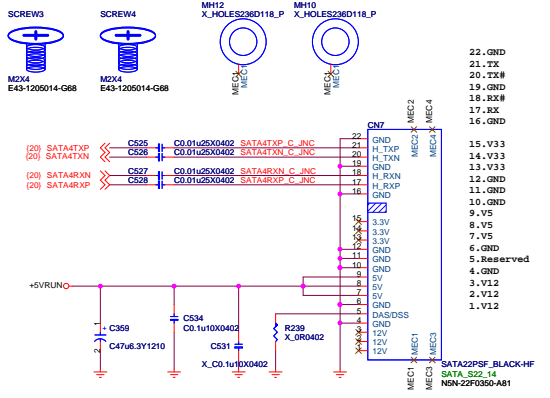 SCREW3
SCREW4
MH12
X_HOLES236D118_P
MH10
X_HOLES236D118_P
M2X4
E43-1205014-G68
M2X4
E43-1205014-G68
MEC1
MEC1
MEC1
MEC1
22.GND
21.TX
20.TX#
19.GND
18.RX#
17.RX
16.GND
15.V33
14.V33
13.V33
12.GND
11.GND
10.GND
9.V5
8.V5
7.V5
6.GND
5.Reserved
4.GND
3.V12
2.V12
1.V12
CN7
MEC2
MEC4
MEC2
MEC4
{20} SATA4TXP C525 C0.01u25X0402 SATA4TXP_C_JNC
{20} SATA4TXN C526 C0.01u25X0402 SATA4TXN_C_JNC
{20} SATA4RXN C527 C0.01u25X0402 SATA4RXN_C_JNC
{20} SATA4RXP C528 C0.01u25X0402 SATA4RXP_C_JNC
22 GND
21 H_TXP
20 H_TXN
19 GND
18 H_RXN
17 H_RXP
16 GND
15 3.3V
14 3.3V
13 3.3V
12 GND
11 GND
10 GND
9 5V
8 5V
7 5V
6 GND
5 DAS/DSS
4 GND
3 12V
2 12V
1 12V
+5VRUN
1
+ C359
2
C47u6.3Y1210
C534
C0.1u10X0402
C531
X_C0.1u10X0402
R239
X_0R0402
MEC1
MEC3
MEC1
MEC3
SATA22PSF_BLACK-HF
SATA_S22_14
N5N-22F0350-A81